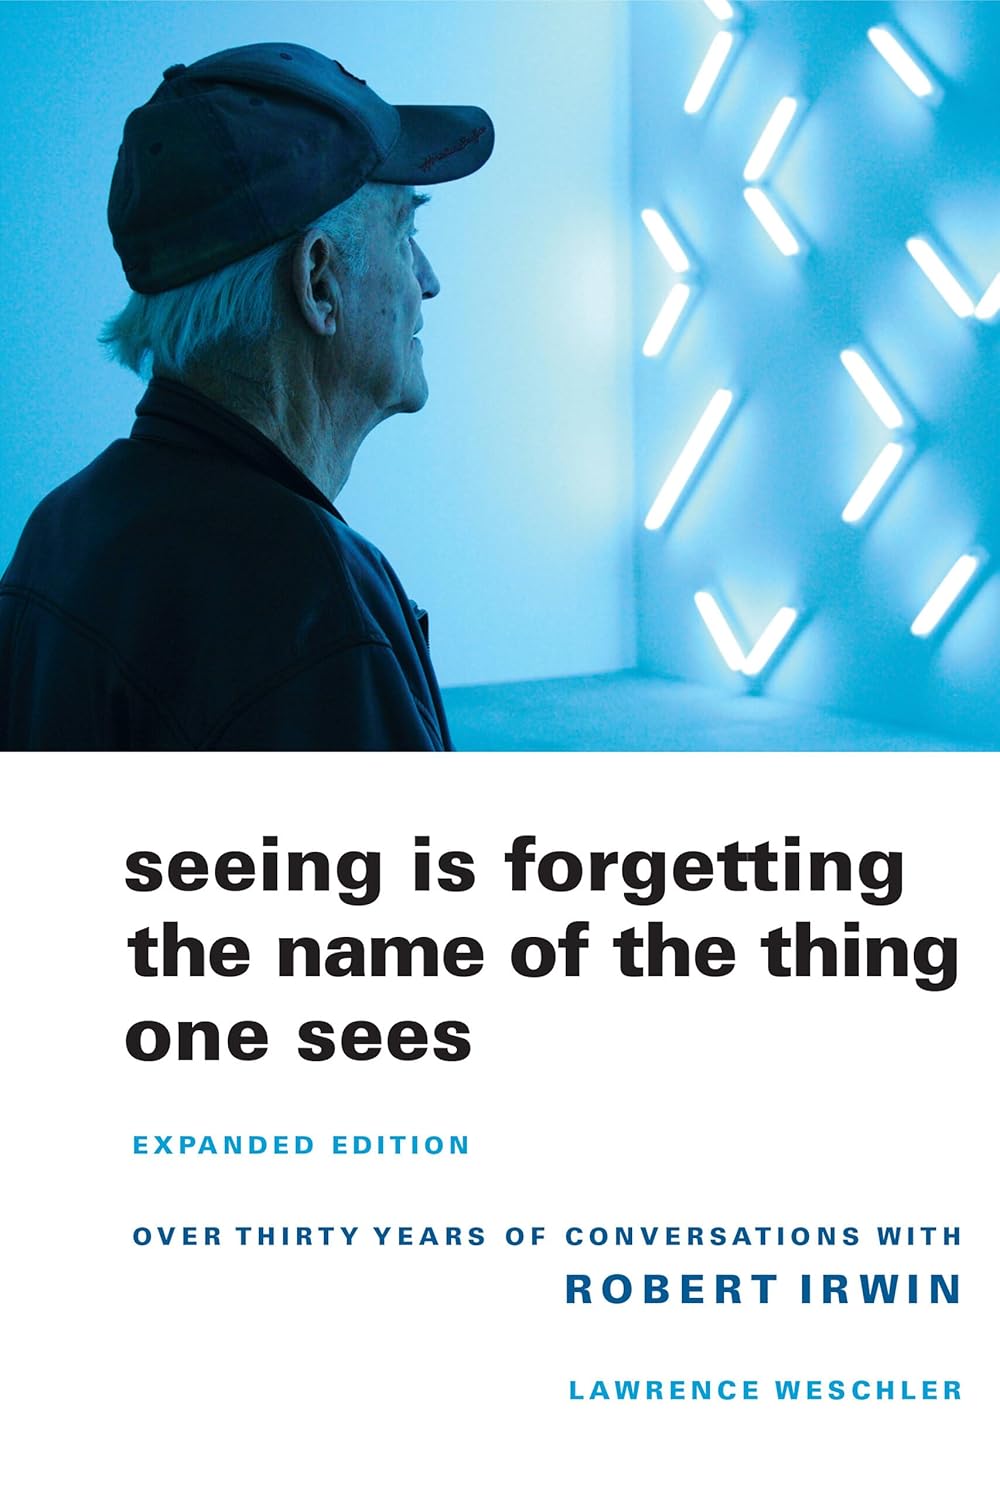 seeing is forgetting
the name of the thing
one sees
EXPANDED EDITION
OVER THIRTY YEARS OF CONVERSATIONS WITH
ROBERT IRWIN
LAWRENCE WESCHLER